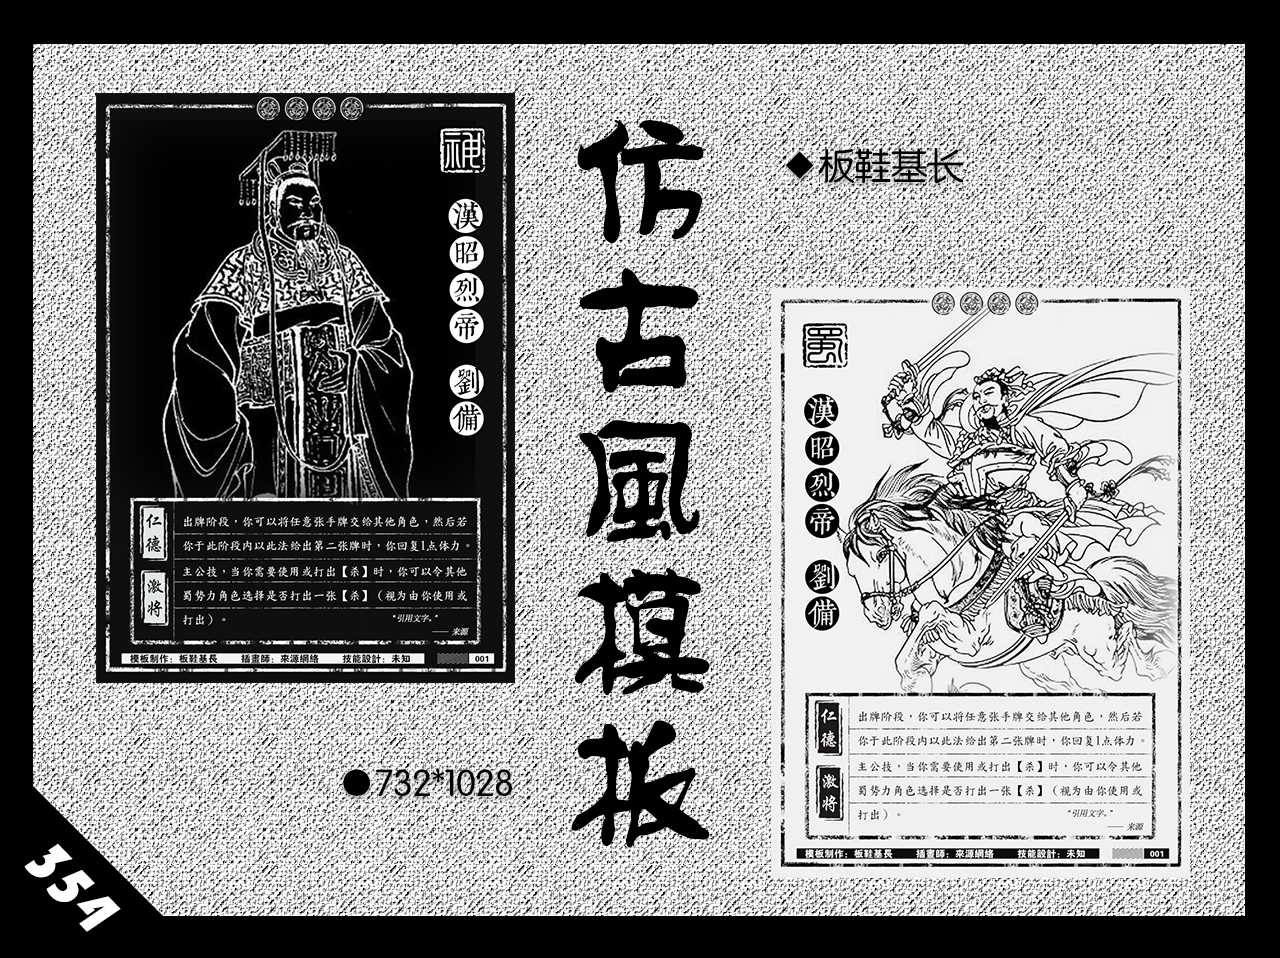 神
漢昭烈帝 劉備
仁德
出牌阶段，你可以将任意张手牌交给其他角色，然后若
你于此阶段内以此法给出第二张牌时，你回复1点体力。
激将
主公技，当你需要使用或打出【杀】时，你可以令其他
蜀势力角色选择是否打出一张【杀】（视为由你使用或
打出）。
“引用文字。”
—— 来源
模板制作：板鞋基長 插畫師：來源網絡 技能設計：未知 001
仿古風模板
◆板鞋基长
●732*1028
蜀
漢昭烈帝 劉備
仁德
出牌阶段，你可以将任意张手牌交给其他角色，然后若
你于此阶段内以此法给出第二张牌时，你回复1点体力。
激将
主公技，当你需要使用或打出【杀】时，你可以令其他
蜀势力角色选择是否打出一张【杀】（视为由你使用或
打出）。
“引用文字。”
—— 来源
模板制作：板鞋基長 插畫師：來源網絡 技能設計：未知 001
354